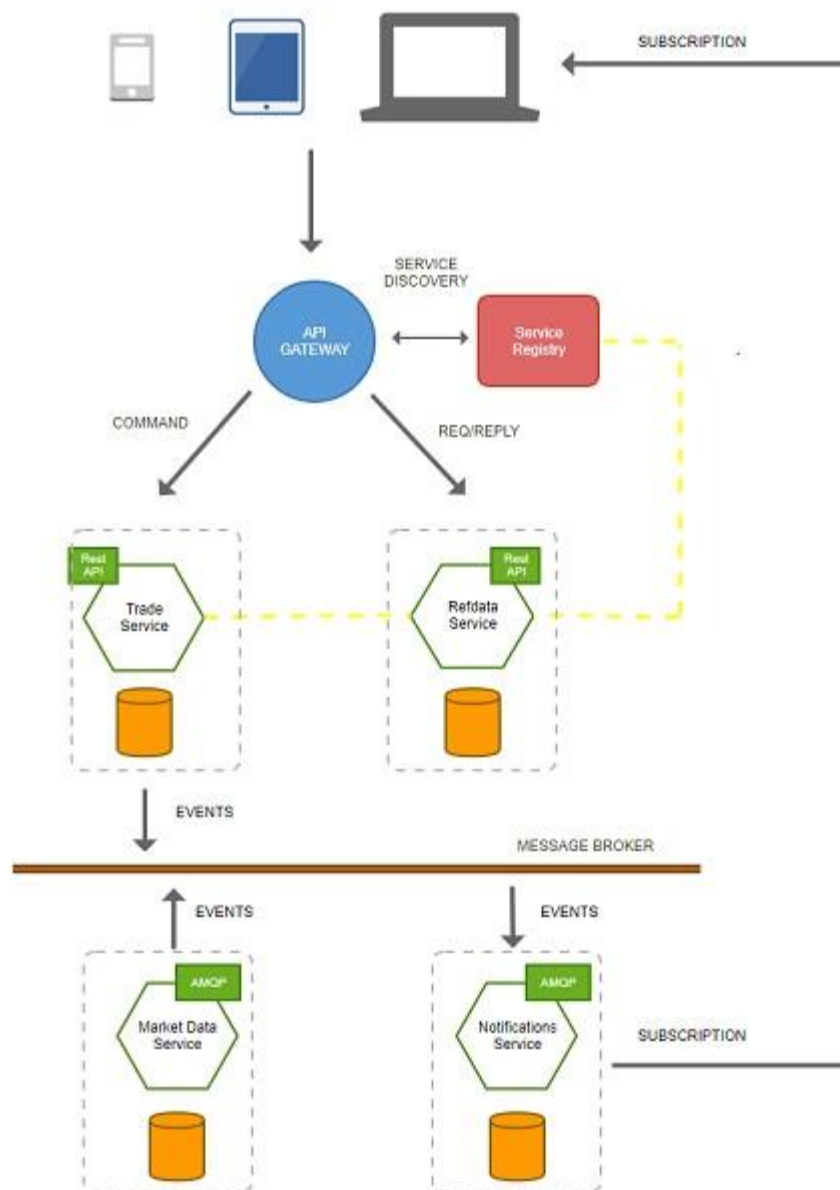 SUBSCRIPTION
SERVICE
DISCOVERY
API
GATEWAY
Service
Registry
COMMAND
REQ/REPLY
Rest
API
Trade
Service
Rest
API
Refdata
Service
EVENTS
MESSAGE BROKER
EVENTS
EVENTS
AMQP
Market Data
Service
AMQP
Notifications
Service
SUBSCRIPTION